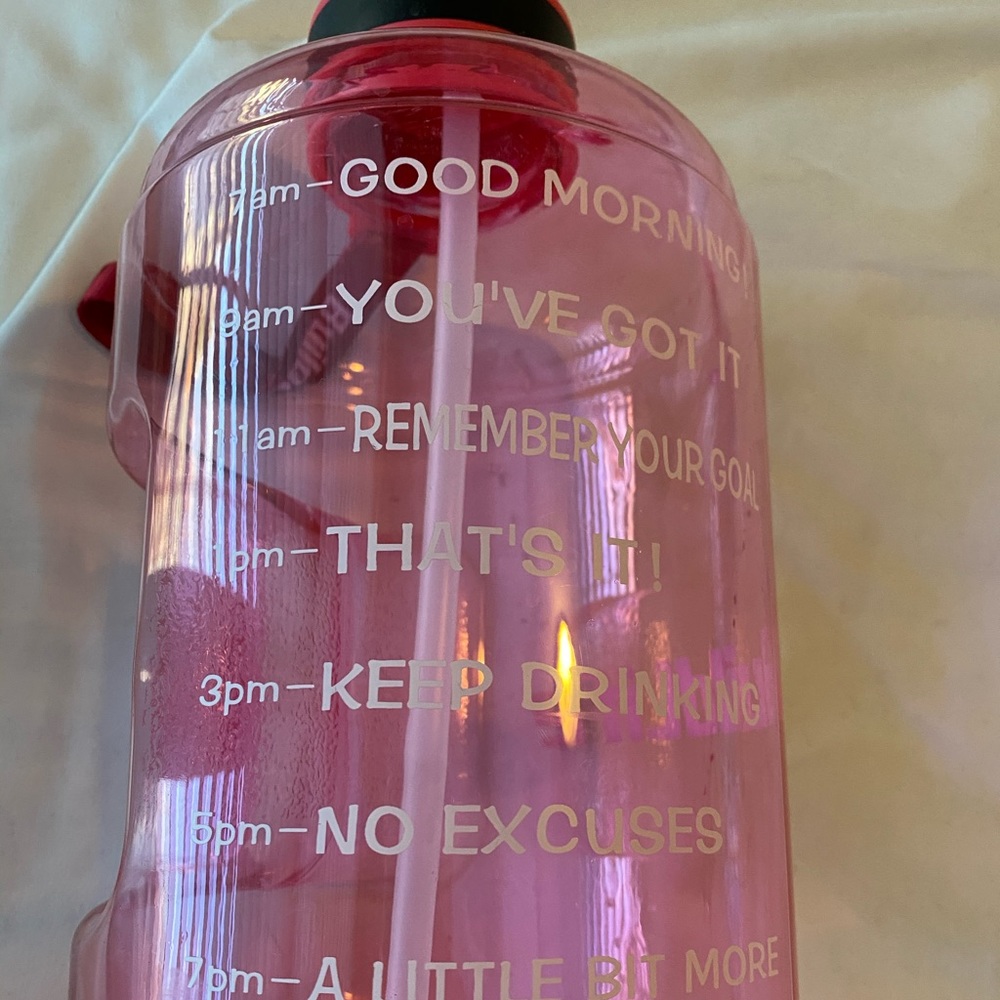 7am—GOOD MORNING!
9am—YOU'VE GOT IT
11am—REMEMBER YOUR GOAL
1pm—THAT'S IT!
3pm—KEEP DRINKING
5pm—NO EXCUSES
7pm—A LITTLE BIT MORE